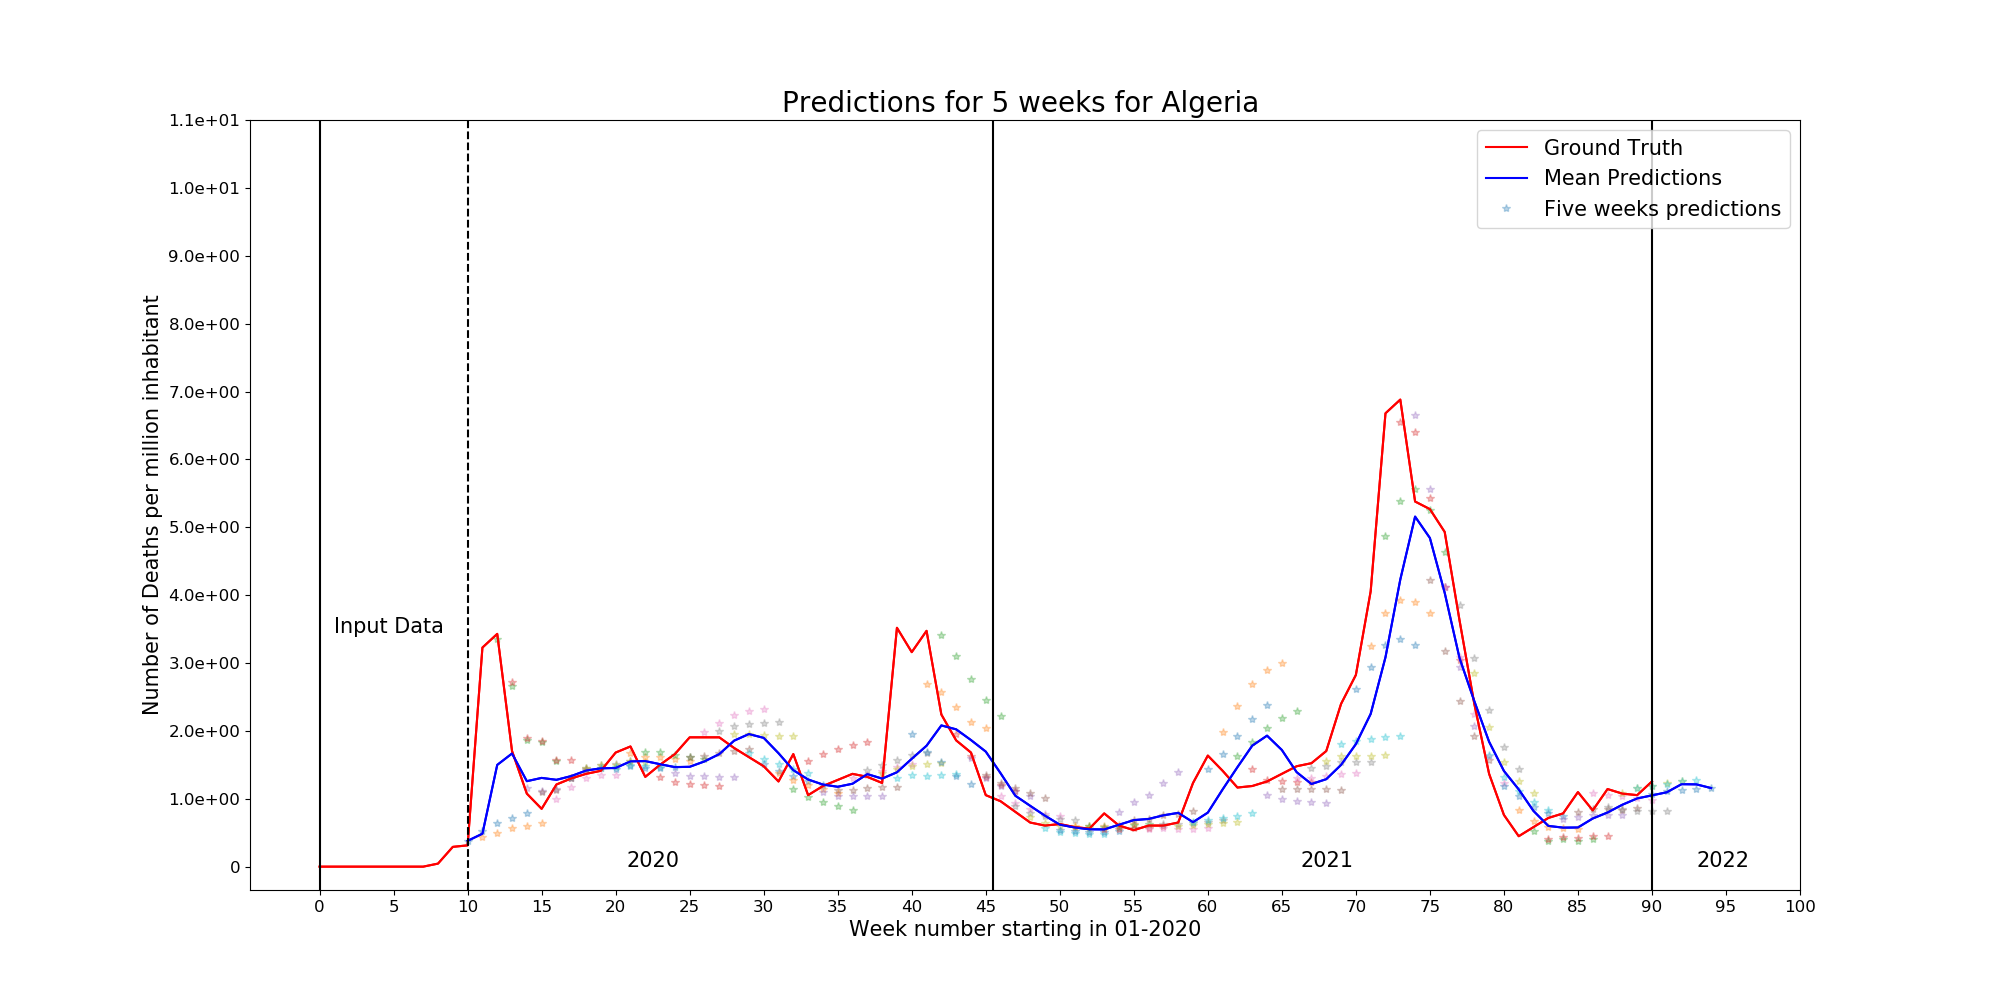 Predictions for 5 weeks for Algeria
1.1e+01
1.0e+01
9.0e+00
8.0e+00
7.0e+00
6.0e+00
5.0e+00
4.0e+00
3.0e+00
2.0e+00
1.0e+00
0
Number of Deaths per million inhabitant
Ground Truth
Mean Predictions
Five weeks predictions
Input Data
2020
2021
2022
0 5 10 15 20 25 30 35 40 45 50 55 60 65 70 75 80 85 90 95 100
Week number starting in 01-2020